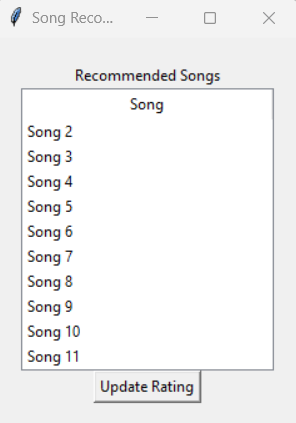 Song Reco...
Recommended Songs
Song
Song 2
Song 3
Song 4
Song 5
Song 6
Song 7
Song 8
Song 9
Song 10
Song 11
Update Rating